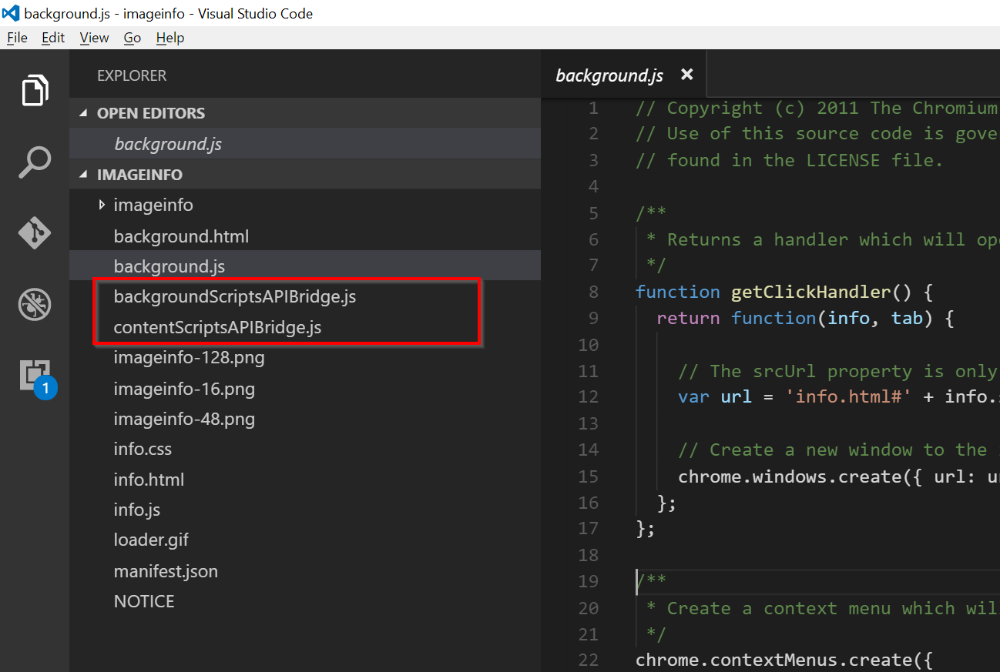 background.js - imageinfo - Visual Studio Code
File Edit View Go Help
EXPLORER
OPEN EDITORS
background.js
IMAGEINFO
imageinfo
background.html
background.js
backgroundScriptsAPIBridge.js
contentScriptsAPIBridge.js
imageinfo-128.png
imageinfo-16.png
imageinfo-48.png
info.css
info.html
info.js
loader.gif
manifest.json
NOTICE
1
background.js
1 // Copyright (c) 2011 The Chromium
2 // Use of this source code is gove
3 // found in the LICENSE file.
4
5 /**
6 * Returns a handler which will op
7 */
8 function getClickHandler() {
9 return function(info, tab) {
10
11 // The srcUrl property is only
12 var url = 'info.html#' + info.
13
14 // Create a new window to the
15 chrome.windows.create({ url: u
16 };
17 };
18
19 /**
20 * Create a context menu which wil
21 */
22 chrome.contextMenus.create({